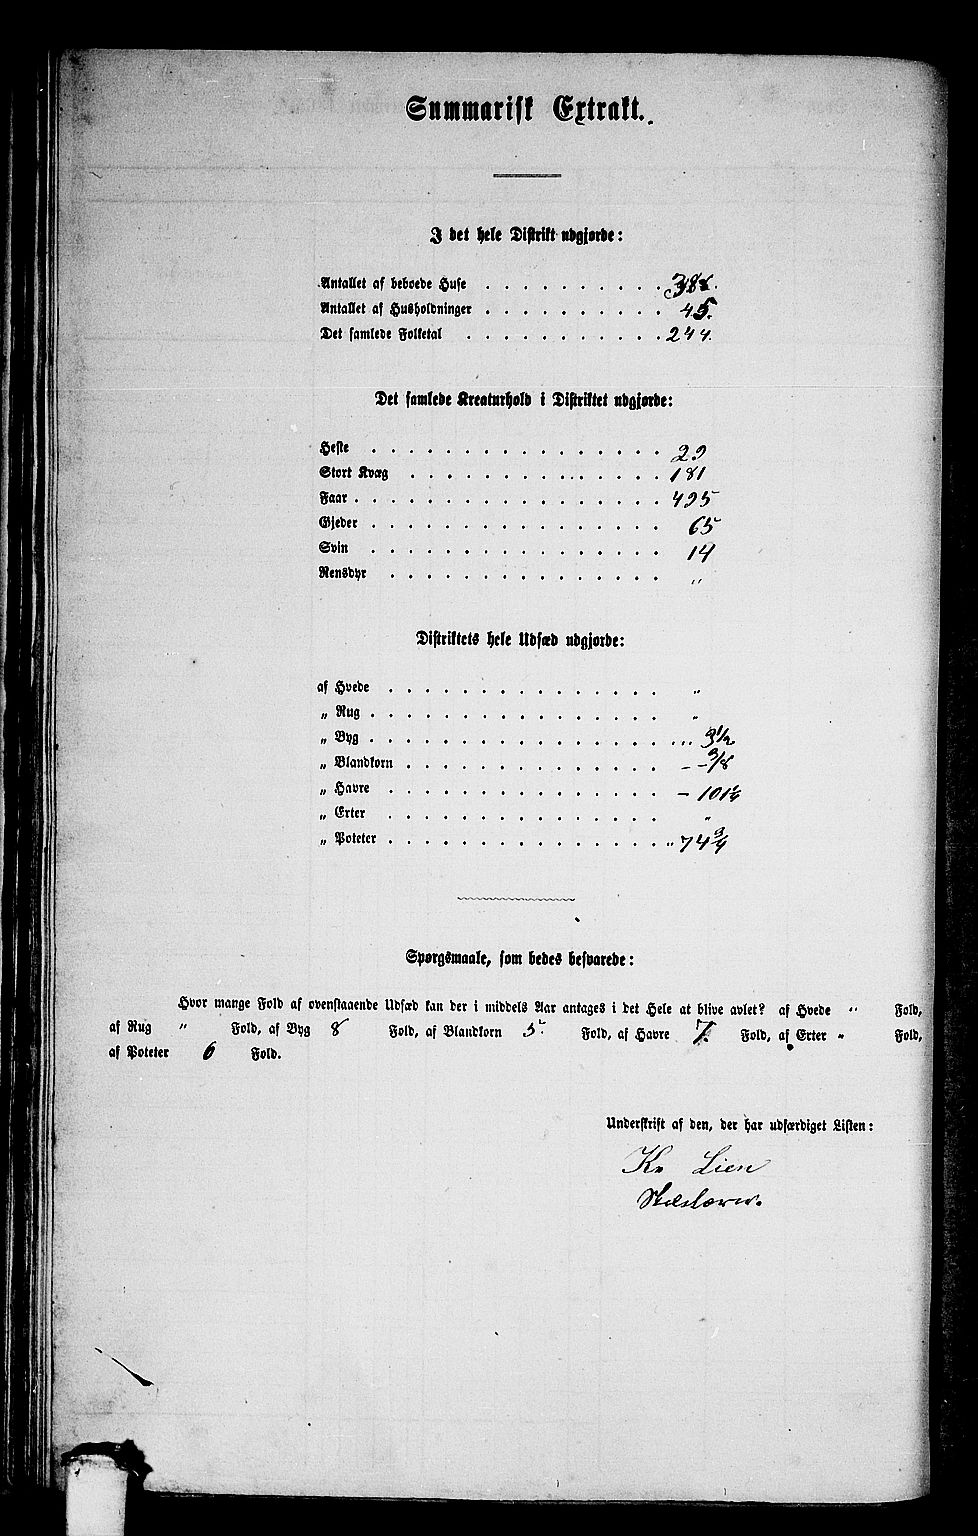 Summarisk Extrakt.
I det hele Distrikt udgjorde:
Antallet af beboede Huse . . . . . . . . . .
Antallet af Husholdninger . . . . . . . . . . 45.
Det samlede Folketal . . . . . . . . . . . 244.
Det samlede Kreaturhold i Distriktet udgjorde:
Heste . . . . . . . . . . . . . . . . 29
Stort Kvæg . . . . . . . . . . . . . . 181
Faar . . . . . . . . . . . . . . . . . 495
Gjeder . . . . . . . . . . . . . . . . 65
Svin . . . . . . . . . . . . . . . . 14
Rensdyr . . . . . . . . . . . . . . . "
Distriktets hele Udsæd udgjorde:
af Hvede . . . . . . . . . . . . . . . "
„ Rug . . . . . . . . . . . . . . . . "
„ Byg . . . . . . . . . . . . . . . . 3 1/2
„ Blandkorn . . . . . . . . . . . . . . - - 3/8
„ Havre . . . . . . . . . . . . . . . - 101 1/4
„ Erter . . . . . . . . . . . . . . . "
„ Poteter . . . . . . . . . . . . . . . " 74 3/4
Spørgsmaale, som bedes besvarede:
Hvor mange Fold af ovenstaaende Udsæd kan der i middels Aar antages i det Hele at blive avlet? af Hvede " Fold,
af Rug " Fold, af Byg 8 Fold, af Blandkorn 5. Fold, af Havre 7. Fold, af Erter " Fold,
af Poteter 6 Fold.
Underskrift af den, der har udfærdiget Listen:
Kr Lien